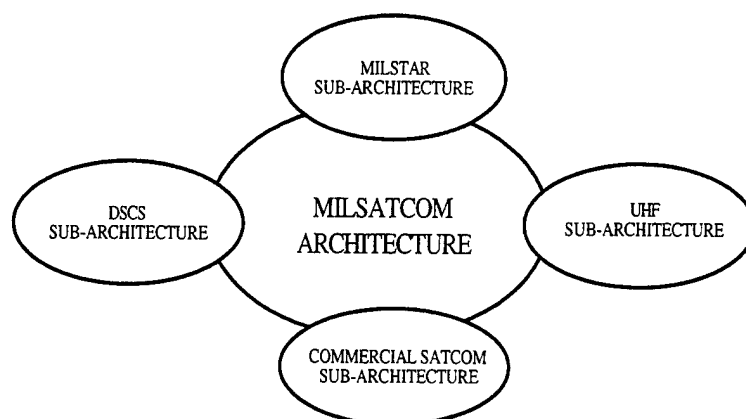 MILSTAR
SUB-ARCHITECTURE
DSCS
SUB-ARCHITECTURE
MILSATCOM
ARCHITECTURE
UHF
SUB-ARCHITECTURE
COMMERCIAL SATCOM
SUB-ARCHITECTURE